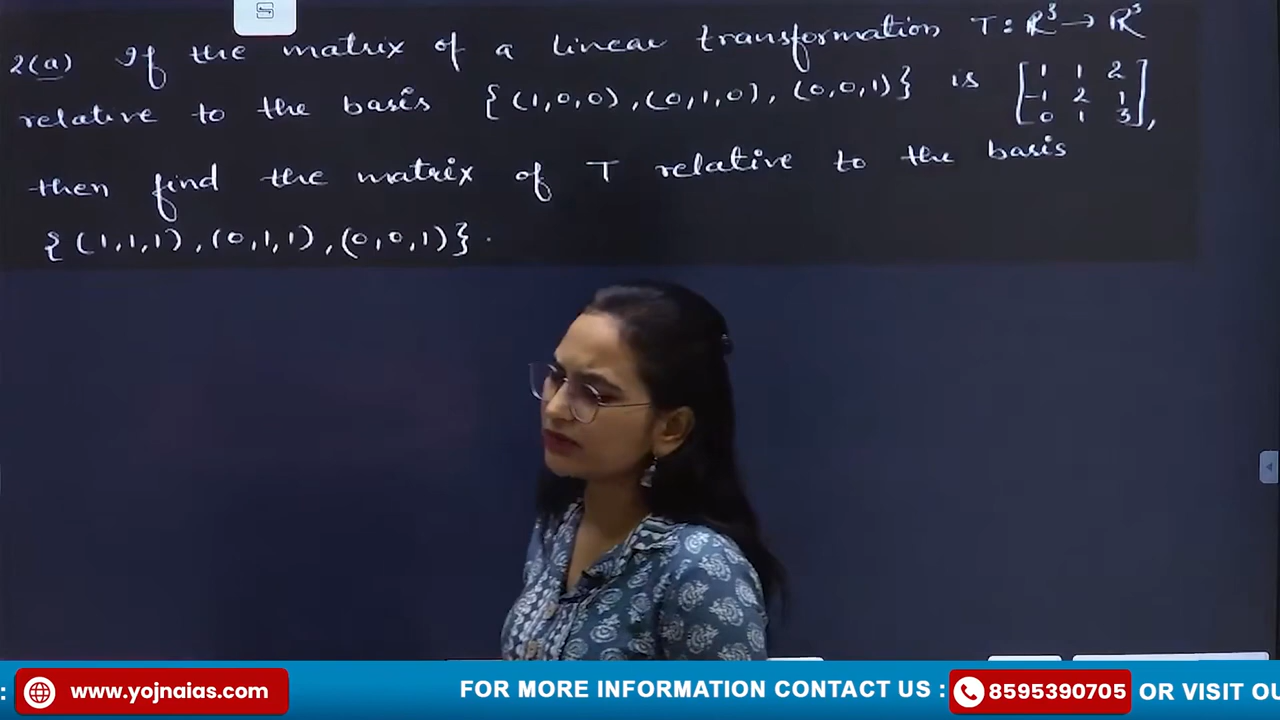 2(a) If the matrix of a linear transformation T: ℝ³ → ℝ³
relative to the basis {(1,0,0), (0,1,0), (0,0,1)} is [1 1 2; -1 2 1; 0 1 3],
then find the matrix of T relative to the basis
{(1,1,1), (0,1,1), (0,0,1)}.
: www.yojnaias.com FOR MORE INFORMATION CONTACT US : 8595390705 OR VISIT OU